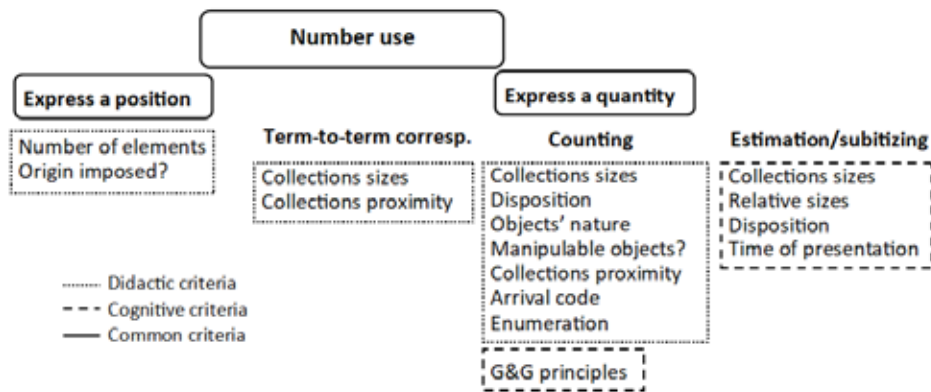 Number use
Express a position
Number of elements
Origin imposed?
Express a quantity
Term-to-term corresp.
Collections sizes
Collections proximity
Counting
Collections sizes
Disposition
Objects' nature
Manipulable objects?
Collections proximity
Arrival code
Enumeration
G&G principles
Estimation/subitizing
Collections sizes
Relative sizes
Disposition
Time of presentation
Didactic criteria
Cognitive criteria
Common criteria